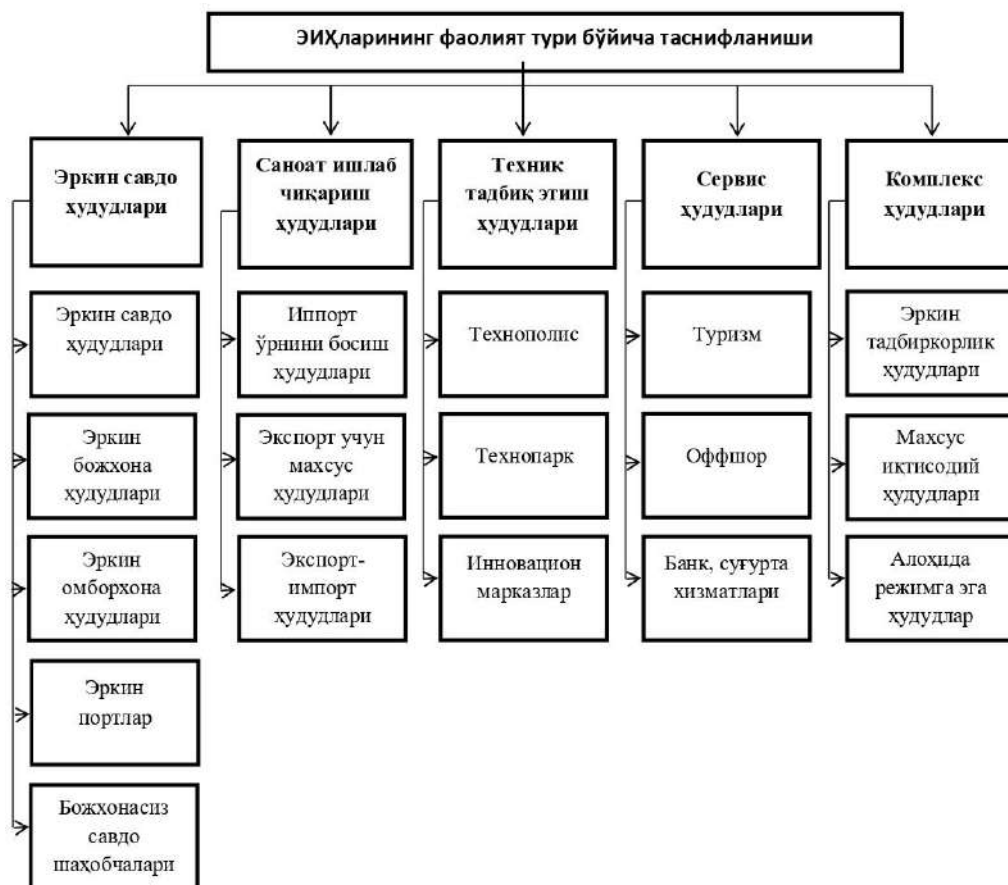 ЭИҲларининг фаолият тури бўйича таснифланиши
Эркин савдо
ҳудудлари
Саноат ишлаб
чиқариш
ҳудудлари
Техник
тадбиқ этиш
ҳудудлари
Сервис
ҳудудлари
Комплекс
ҳудудлари
Эркин савдо
ҳудудлари
Эркин
божхона
ҳудудлари
Эркин
омборхона
ҳудудлари
Эркин
портлар
Божхонасиз
савдо
шаҳобчалари
Иппорт
ўрнини босиш
ҳудудлари
Экспорт учун
махсус
ҳудудлари
Экспорт-
импорт
ҳудудлари
Технополис
Технопарк
Инновацион
марказлар
Туризм
Оффшор
Банк, суғурта
хизматлари
Эркин
тадбиркорлик
ҳудудлари
Махсус
иқтисодий
ҳудудлари
Алоҳида
режимга эга
ҳудудлар